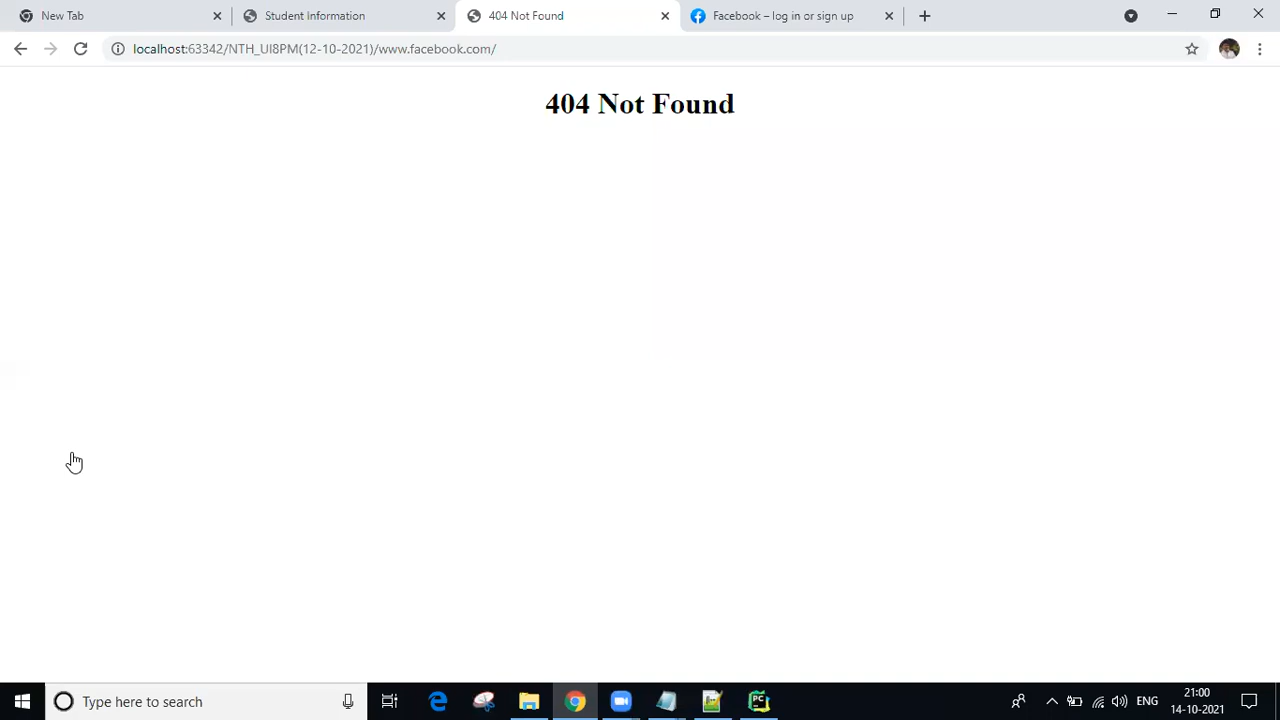 New Tab
Student Information
404 Not Found
Facebook – log in or sign up
localhost:63342/NTH_UI8PM(12-10-2021)/www.facebook.com/
404 Not Found
Type here to search
PC
ENG
21:00
14-10-2021